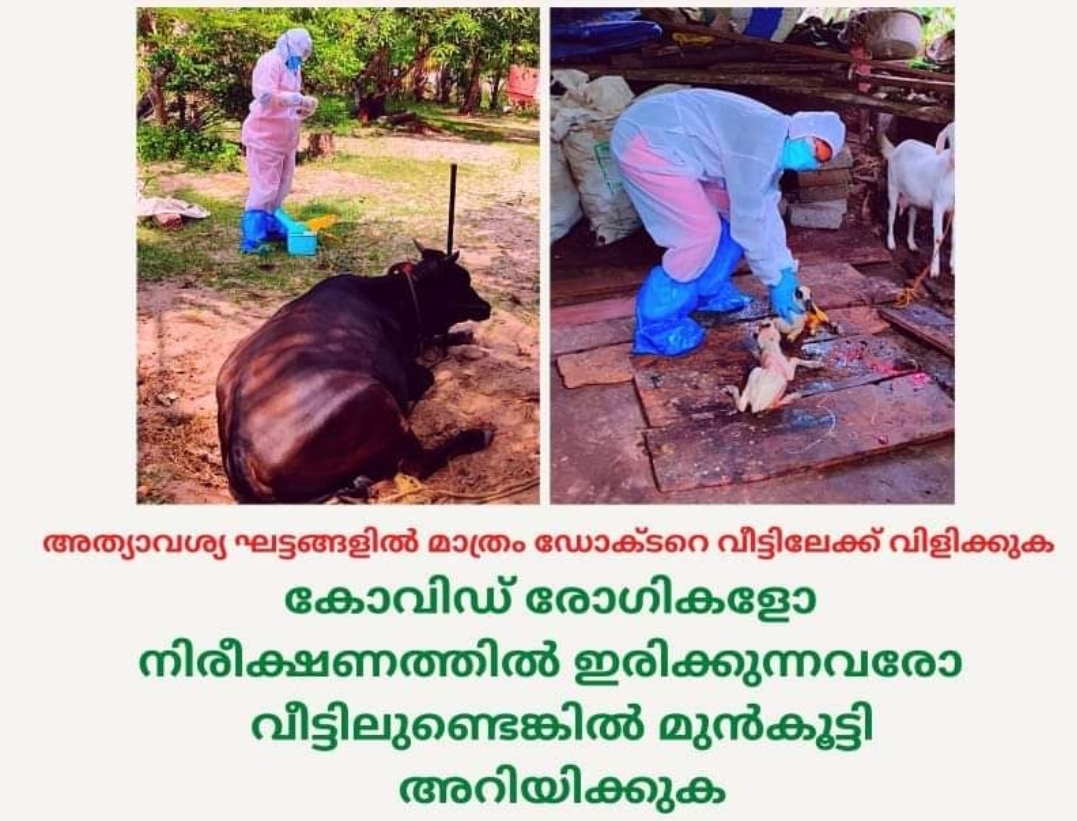 അത്യാവശ്യ ഘട്ടങ്ങളിൽ മാത്രം ഡോക്ടറെ വീട്ടിലേക്ക് വിളിക്കുക
കോവിഡ് രോഗികളോ
നിരീക്ഷണത്തിൽ ഇരിക്കുന്നവരോ
വീട്ടിലുണ്ടെങ്കിൽ മുൻകൂട്ടി
അറിയിക്കുക